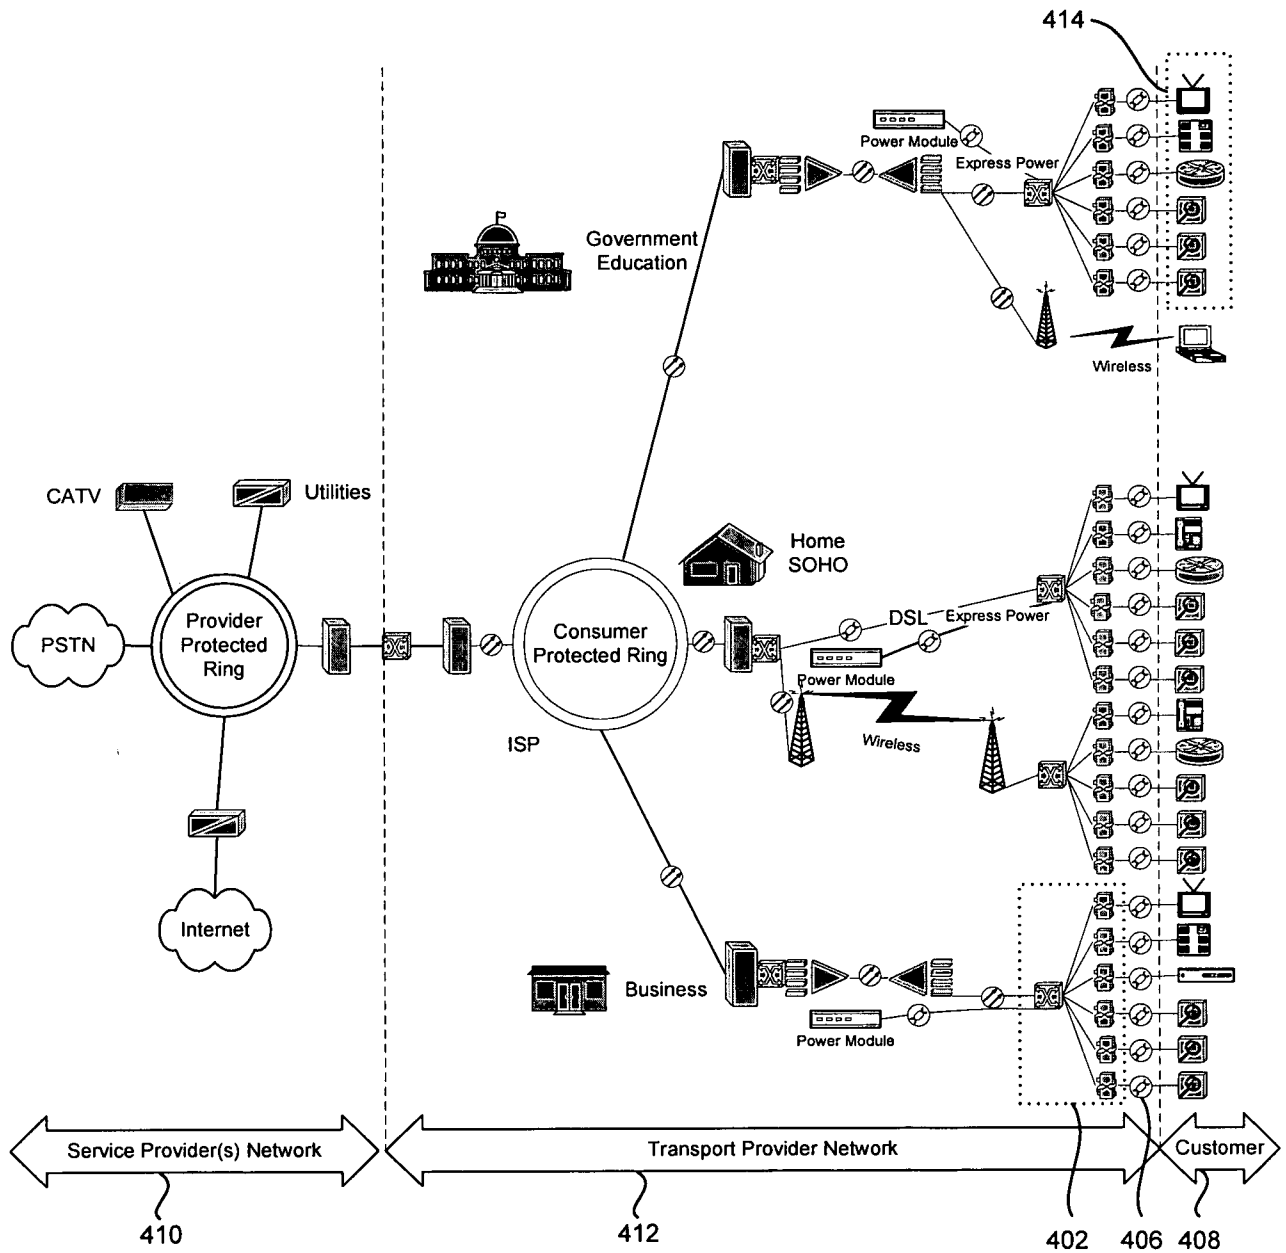 414
Power Module
Express Power
Government
Education
Wireless
CATV
Utilities
Home
SOHO
PSTN
Provider
Protected
Ring
Consumer
Protected Ring
DSL
Express Power
Power Module
ISP
Wireless
Internet
Business
Power Module
Service Provider(s) Network
Transport Provider Network
Customer
410
412
402
406
408